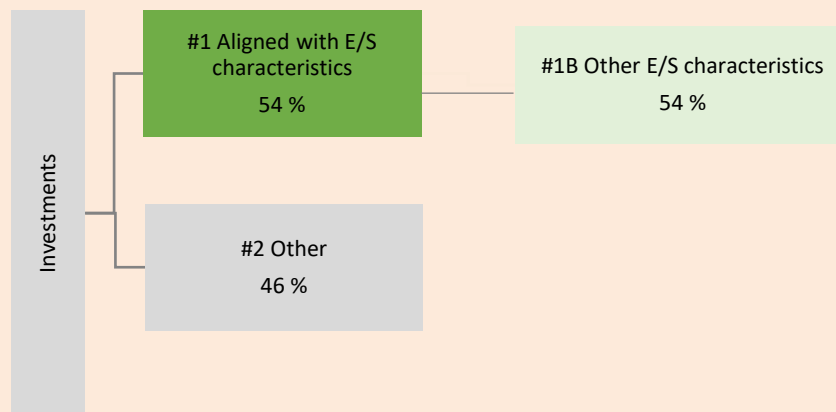 Investments
#1 Aligned with E/S
characteristics
54 %
#1B Other E/S characteristics
54 %
#2 Other
46 %